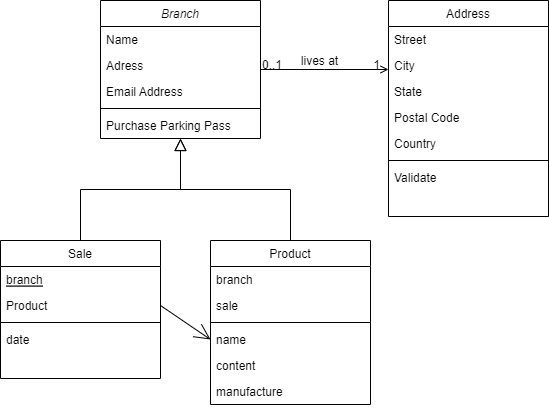 Branch
Name
Adress
Email Address
Purchase Parking Pass
0..1
lives at
1
Address
Street
City
State
Postal Code
Country
Validate
Sale
branch
Product
date
Product
branch
sale
name
content
manufacture